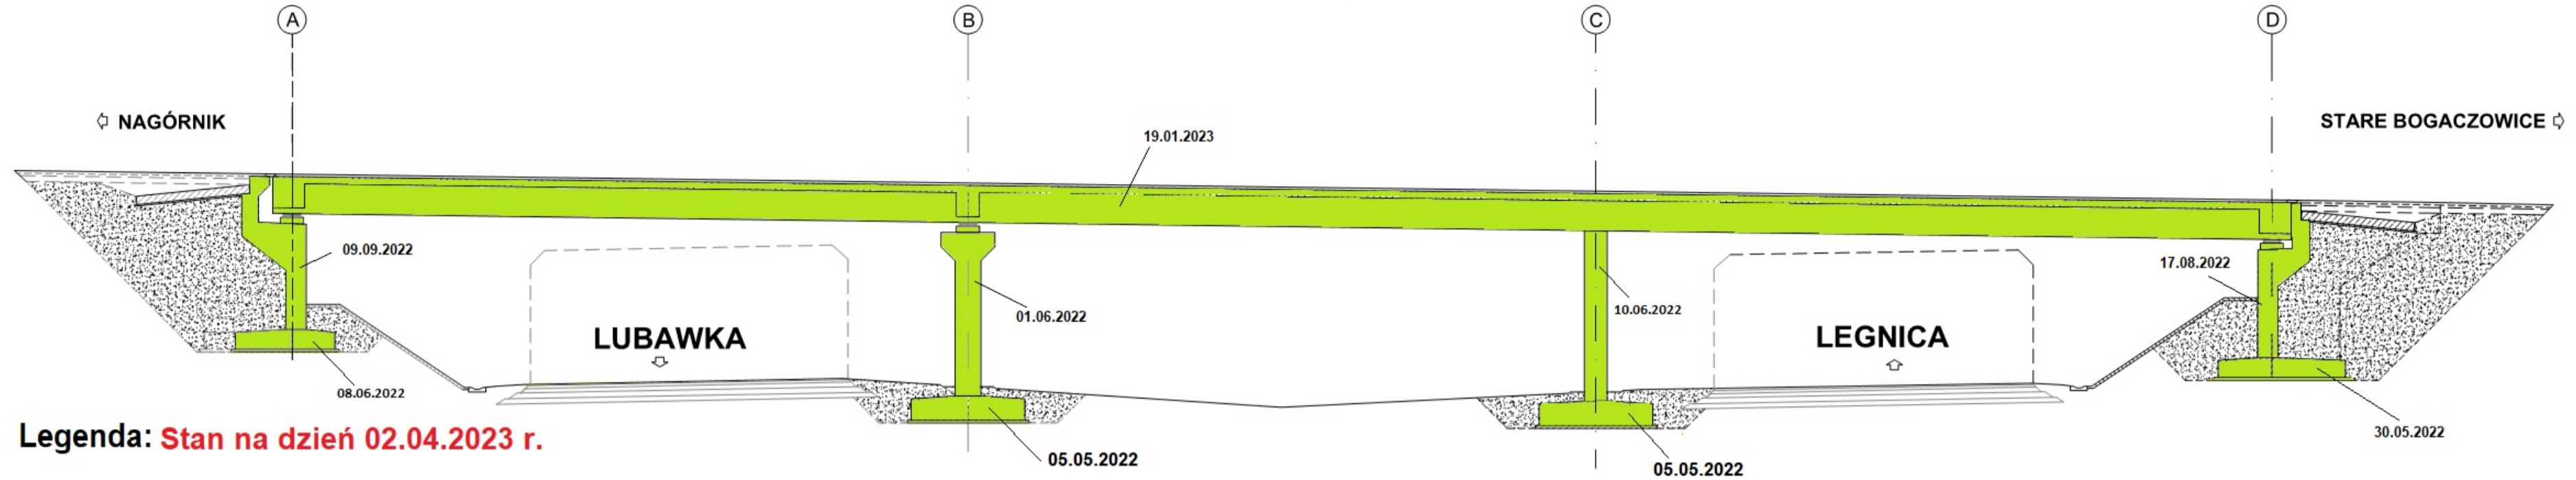 A
B
C
D
NAGÓRNIK
STARE BOGACZOWICE
19.01.2023
09.09.2022
01.06.2022
10.06.2022
17.08.2022
LUBAWKA
LEGNICA
08.06.2022
30.05.2022
Legenda: Stan na dzień 02.04.2023 r.
05.05.2022
05.05.2022